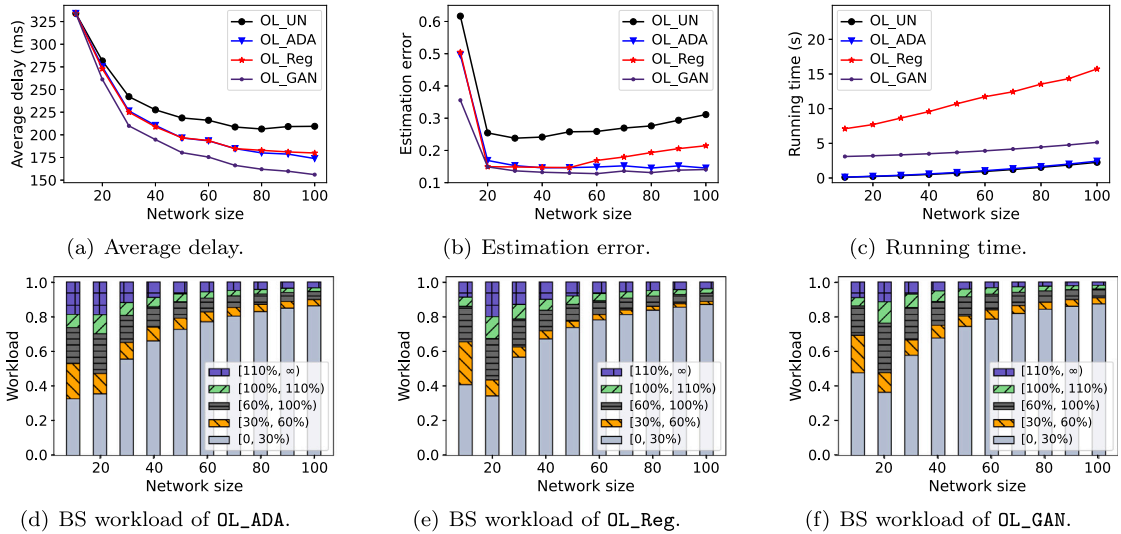 Average delay (ms)
325
300
275
250
225
200
175
150
20
40
60
80
100
Network size
OL_UN
OL_ADA
OL_Reg
OL_GAN
(a) Average delay.
Estimation error
0.6
0.5
0.4
0.3
0.2
0.1
20
40
60
80
100
Network size
OL_UN
OL_ADA
OL_Reg
OL_GAN
(b) Estimation error.
Running time (s)
20
15
10
5
0
20
40
60
80
100
Network size
OL_UN
OL_ADA
OL_Reg
OL_GAN
(c) Running time.
Workload
1.0
0.8
0.6
0.4
0.2
0.0
20
40
60
80
100
Network size
[110%, ∞)
[100%, 110%)
[60%, 100%)
[30%, 60%)
[0, 30%)
(d) BS workload of OL_ADA.
Workload
1.0
0.8
0.6
0.4
0.2
0.0
20
40
60
80
100
Network size
[110%, ∞)
[100%, 110%)
[60%, 100%)
[30%, 60%)
[0, 30%)
(e) BS workload of OL_Reg.
Workload
1.0
0.8
0.6
0.4
0.2
0.0
20
40
60
80
100
Network size
[110%, ∞)
[100%, 110%)
[60%, 100%)
[30%, 60%)
[0, 30%)
(f) BS workload of OL_GAN.